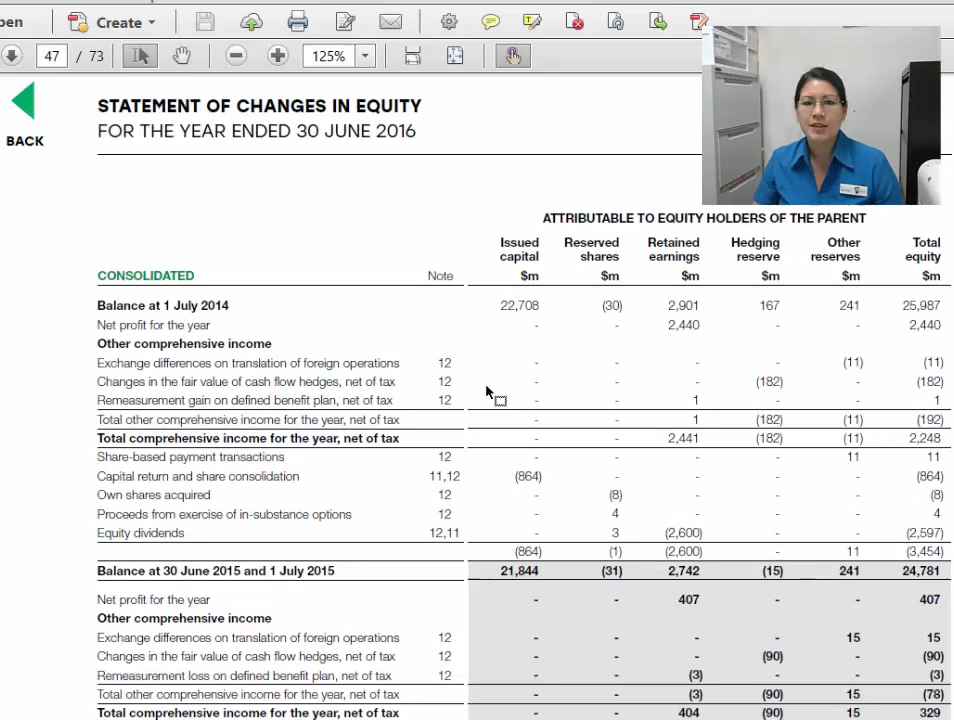 pen Create
47 / 73 125%
BACK
STATEMENT OF CHANGES IN EQUITY
FOR THE YEAR ENDED 30 JUNE 2016
ATTRIBUTABLE TO EQUITY HOLDERS OF THE PARENT
Issued Reserved Retained Hedging Other Total
capital shares earnings reserve reserves equity
CONSOLIDATED Note $m $m $m $m $m $m
Balance at 1 July 2014 22,708 (30) 2,901 167 241 25,987
Net profit for the year - - 2,440 - - 2,440
Other comprehensive income
Exchange differences on translation of foreign operations 12 - - - - (11) (11)
Changes in the fair value of cash flow hedges, net of tax 12 - - - (182) - (182)
Remeasurement gain on defined benefit plan, net of tax 12 - - 1 - - 1
Total other comprehensive income for the year, net of tax - - 1 (182) (11) (192)
Total comprehensive income for the year, net of tax - - 2,441 (182) (11) 2,248
Share-based payment transactions 12 - - - - 11 11
Capital return and share consolidation 11,12 (864) - - - - (864)
Own shares acquired 12 - (8) - - - (8)
Proceeds from exercise of in-substance options 12 - 4 - - - 4
Equity dividends 12,11 - 3 (2,600) - - (2,597)
(864) (1) (2,600) - 11 (3,454)
Balance at 30 June 2015 and 1 July 2015 21,844 (31) 2,742 (15) 241 24,781
Net profit for the year - - 407 - - 407
Other comprehensive income
Exchange differences on translation of foreign operations 12 - - - - 15 15
Changes in the fair value of cash flow hedges, net of tax 12 - - - (90) - (90)
Remeasurement loss on defined benefit plan, net of tax 12 - - (3) - - (3)
Total other comprehensive income for the year, net of tax - - (3) (90) 15 (78)
Total comprehensive income for the year, net of tax - - 404 (90) 15 329